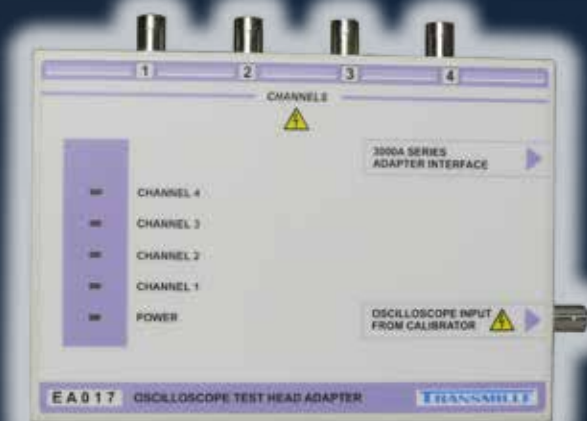 1 2 3 4
CHANNELS
3000A SERIES
ADAPTER INTERFACE
CHANNEL 4
CHANNEL 3
CHANNEL 2
CHANNEL 1
POWER
OSCILLOSCOPE INPUT
FROM CALIBRATOR
EA017 OSCILLOSCOPE TEST HEAD ADAPTER TRANSMILLE